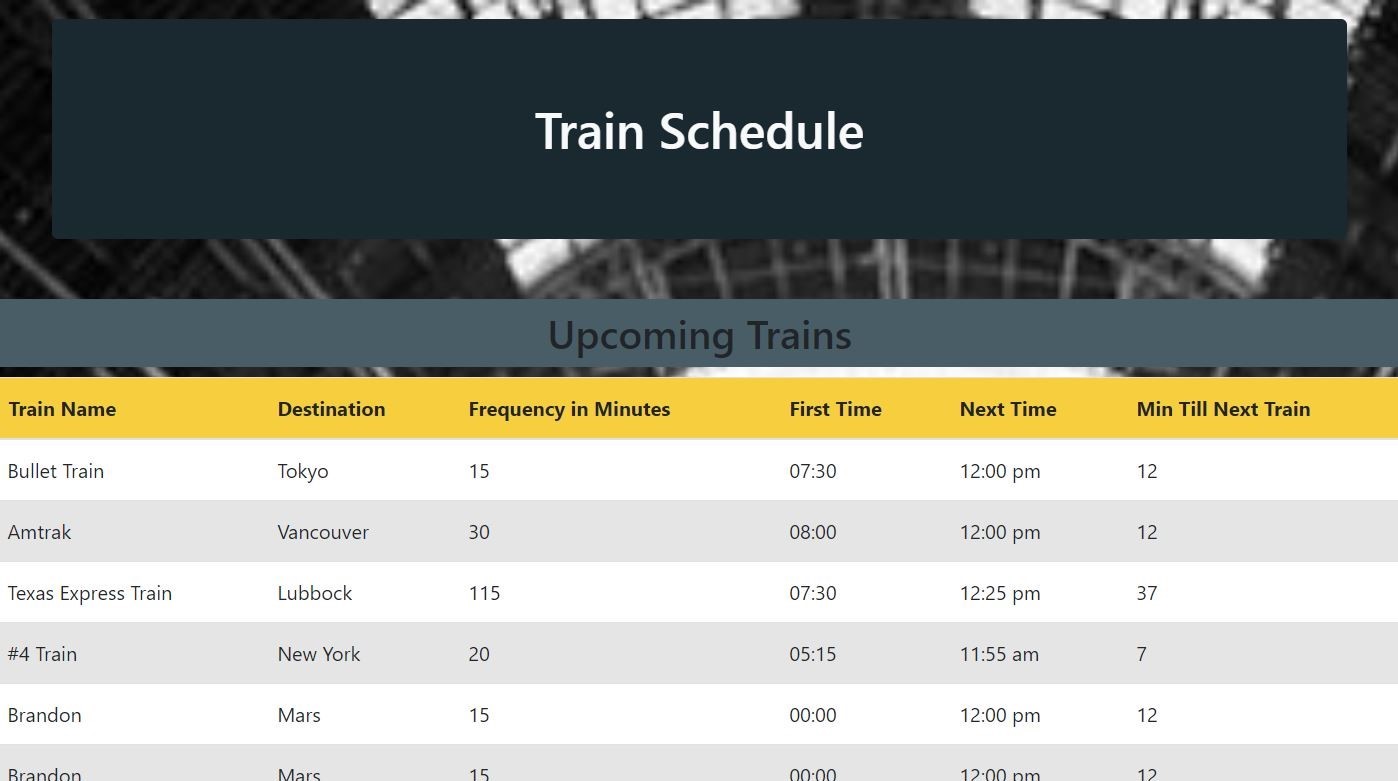 Train Schedule
Upcoming Trains
Train Name Destination Frequency in Minutes First Time Next Time Min Till Next Train
Bullet Train Tokyo 15 07:30 12:00 pm 12
Amtrak Vancouver 30 08:00 12:00 pm 12
Texas Express Train Lubbock 115 07:30 12:25 pm 37
#4 Train New York 20 05:15 11:55 am 7
Brandon Mars 15 00:00 12:00 pm 12
Brandon Mars 15 00:00 12:00 pm 12